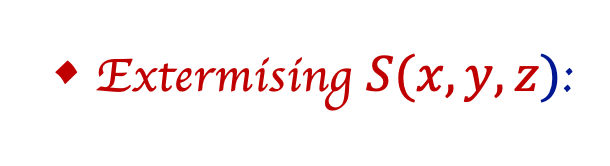 ◆ Extermising S(x, y, z):